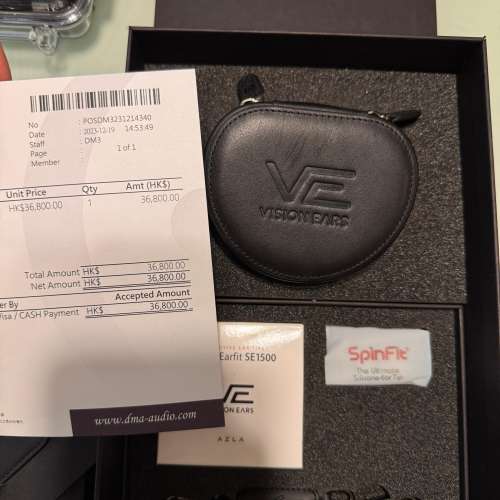 No : POSDM3231214340
Date : 2023-12-19 14:53:49
Staff : DM3
Page : 1 of 1
Member :
Unit Price Qty Amt (HK$)
HK$36,800.00 1 36,800.00
Total Amount HK$ 36,800.00
Net Amount HK$ 36,800.00
er By Accepted Amount
Visa / CASH Payment HK$ 36,800.00
www.dma-audio.com
VE
VISION EARS
Earfit SE1500
VE
VISION EARS
AZLA
SpinFit
The Ultimate
Silicone Ear Tip